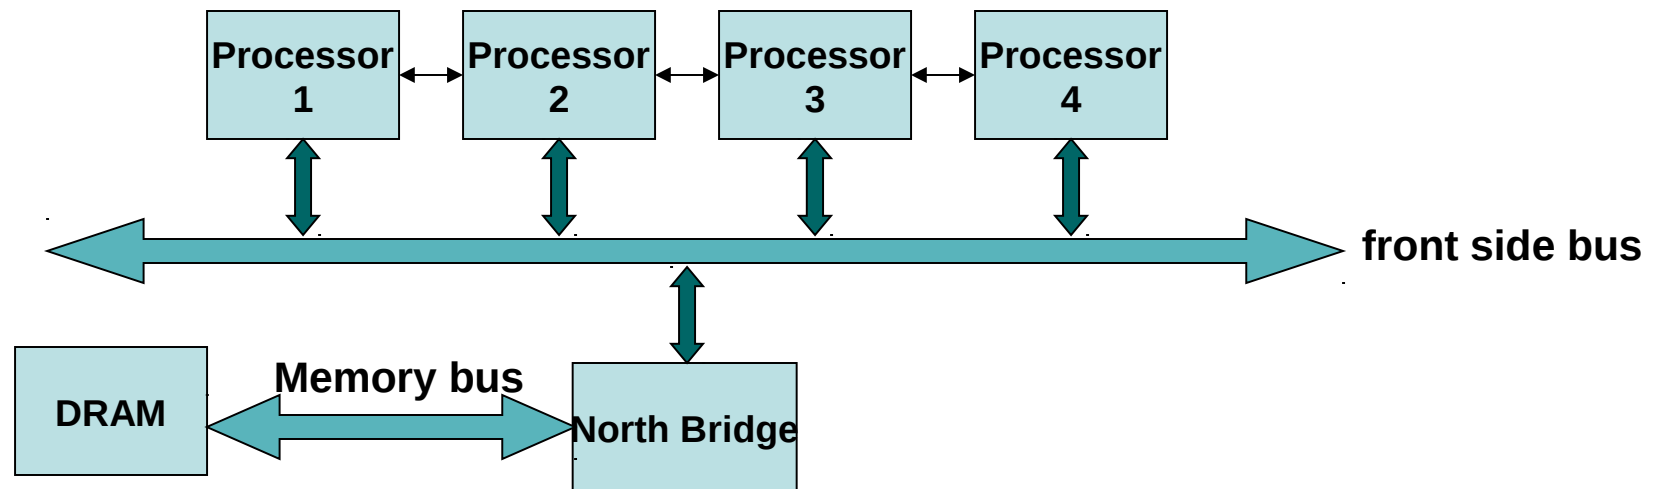 Processor
1
Processor
2
Processor
3
Processor
4
front side bus
Memory bus
DRAM
North Bridge